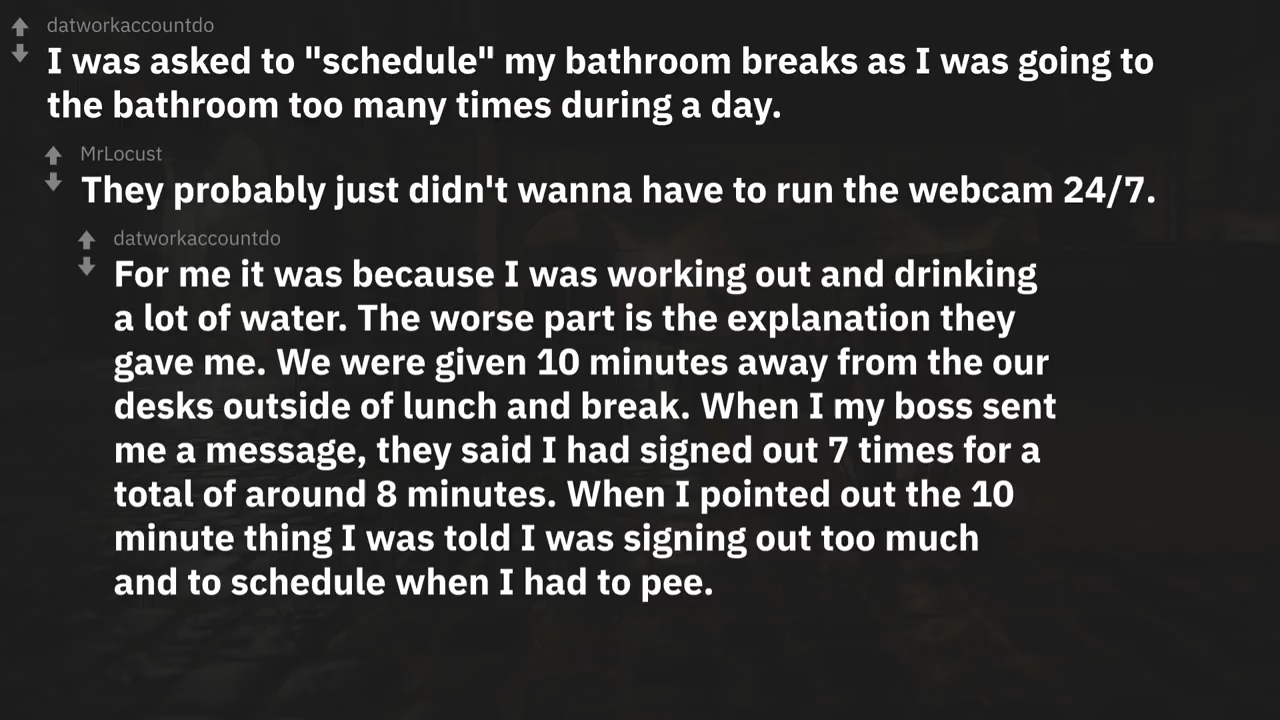 datworkaccountdo
I was asked to "schedule" my bathroom breaks as I was going to
the bathroom too many times during a day.
MrLocust
They probably just didn't wanna have to run the webcam 24/7.
datworkaccountdo
For me it was because I was working out and drinking
a lot of water. The worse part is the explanation they
gave me. We were given 10 minutes away from the our
desks outside of lunch and break. When I my boss sent
me a message, they said I had signed out 7 times for a
total of around 8 minutes. When I pointed out the 10
minute thing I was told I was signing out too much
and to schedule when I had to pee.